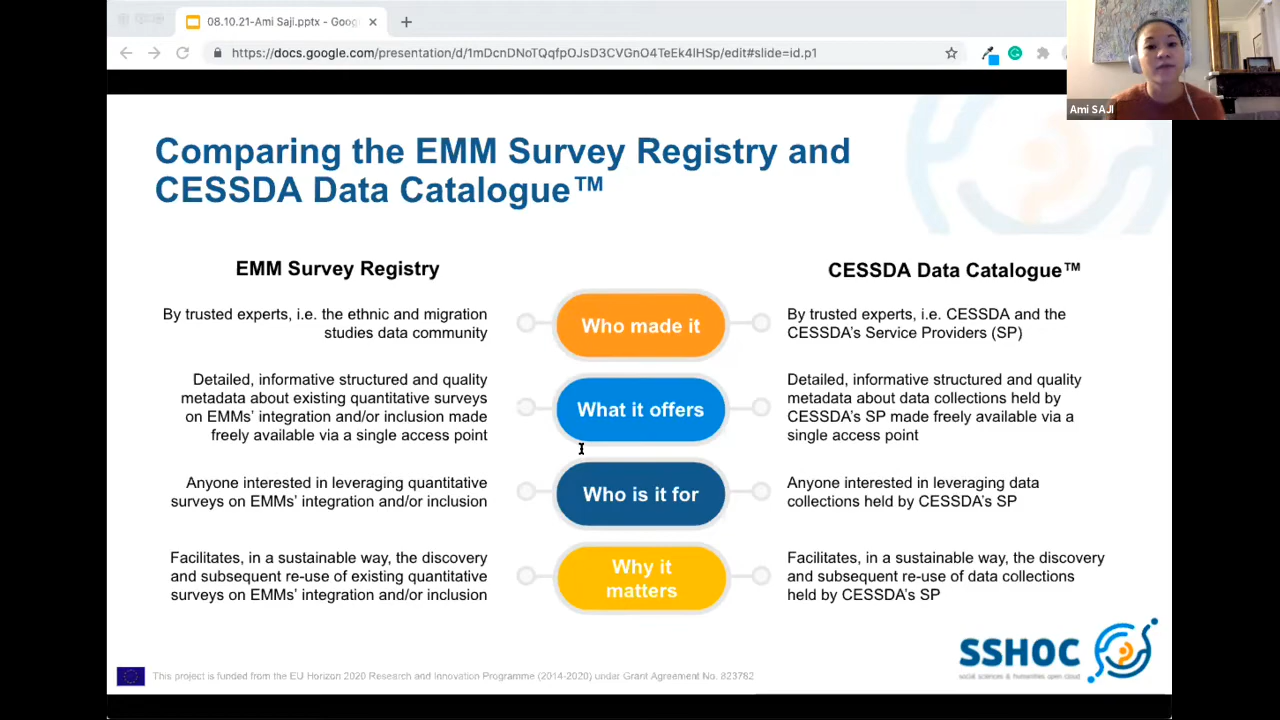 08.10.21-Ami Saji.pptx - Goog
https://docs.google.com/presentation/d/1mDcnDNoTQqfpOJsD3CVGnO4TeEk4IHSp/edit#slide=id.p1
Ami SAJI
Comparing the EMM Survey Registry and
CESSDA Data Catalogue™
EMM Survey Registry
By trusted experts, i.e. the ethnic and migration
studies data community
Detailed, informative structured and quality
metadata about existing quantitative surveys
on EMMs' integration and/or inclusion made
freely available via a single access point
Anyone interested in leveraging quantitative
surveys on EMMs' integration and/or inclusion
Facilitates, in a sustainable way, the discovery
and subsequent re-use of existing quantitative
surveys on EMMs' integration and/or inclusion
Who made it
What it offers
Who is it for
Why it
matters
CESSDA Data Catalogue™
By trusted experts, i.e. CESSDA and the
CESSDA's Service Providers (SP)
Detailed, informative structured and quality
metadata about data collections held by
CESSDA's SP made freely available via a
single access point
Anyone interested in leveraging data
collections held by CESSDA's SP
Facilitates, in a sustainable way, the discovery
and subsequent re-use of data collections
held by CESSDA's SP
SSHOC
social sciences & humanities open cloud
This project is funded from the EU Horizon 2020 Research and Innovation Programme (2014-2020) under Grant Agreement No. 823782